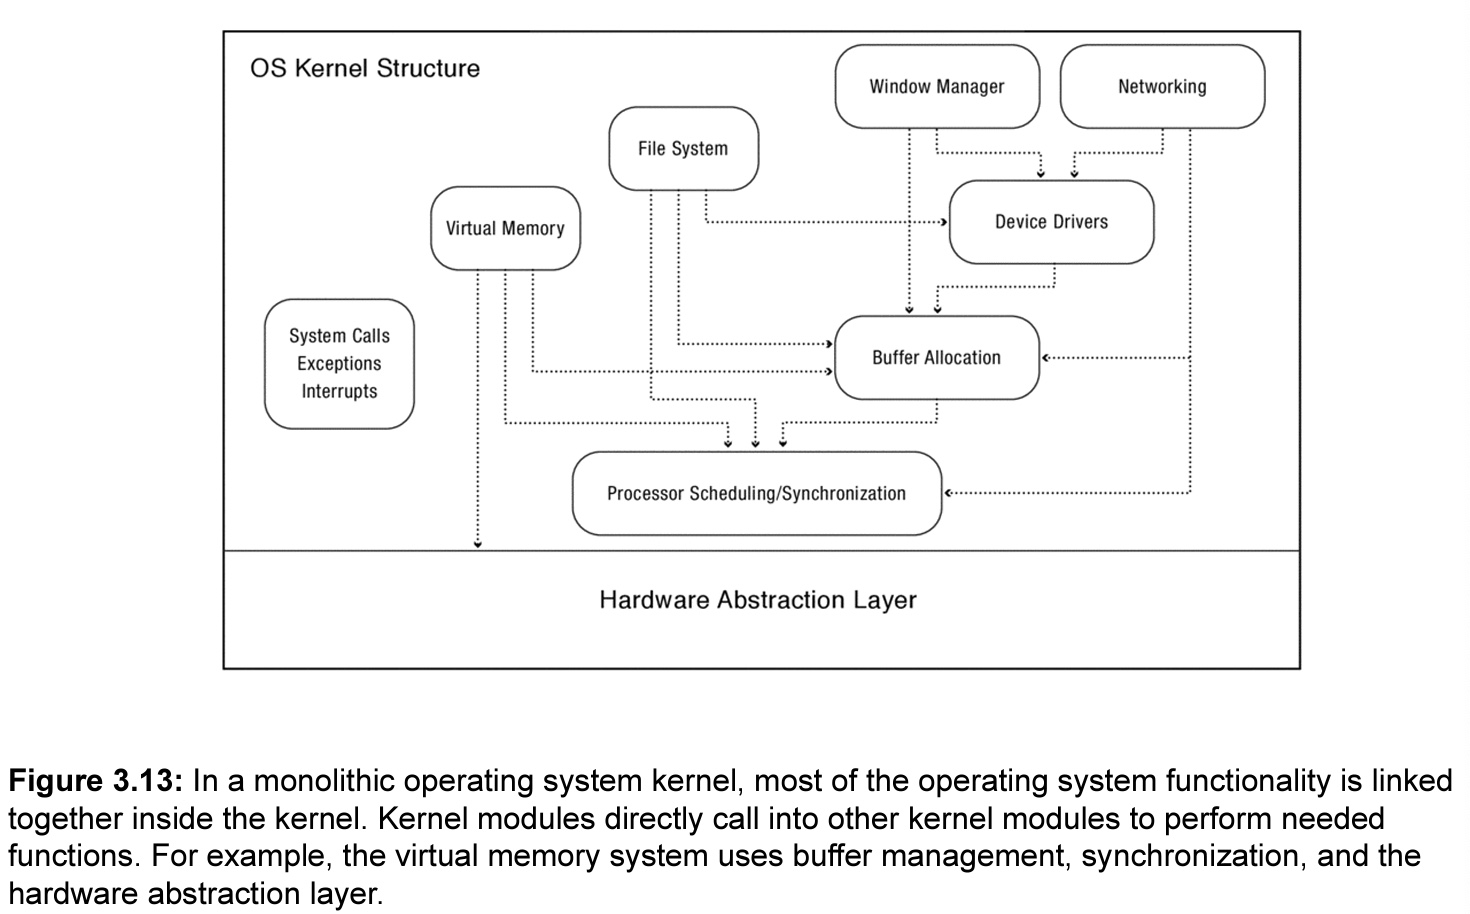 OS Kernel Structure
Window Manager
Networking
File System
Device Drivers
Virtual Memory
System Calls
Exceptions
Interrupts
Buffer Allocation
Processor Scheduling/Synchronization
Hardware Abstraction Layer
Figure 3.13: In a monolithic operating system kernel, most of the operating system functionality is linked
together inside the kernel. Kernel modules directly call into other kernel modules to perform needed
functions. For example, the virtual memory system uses buffer management, synchronization, and the
hardware abstraction layer.